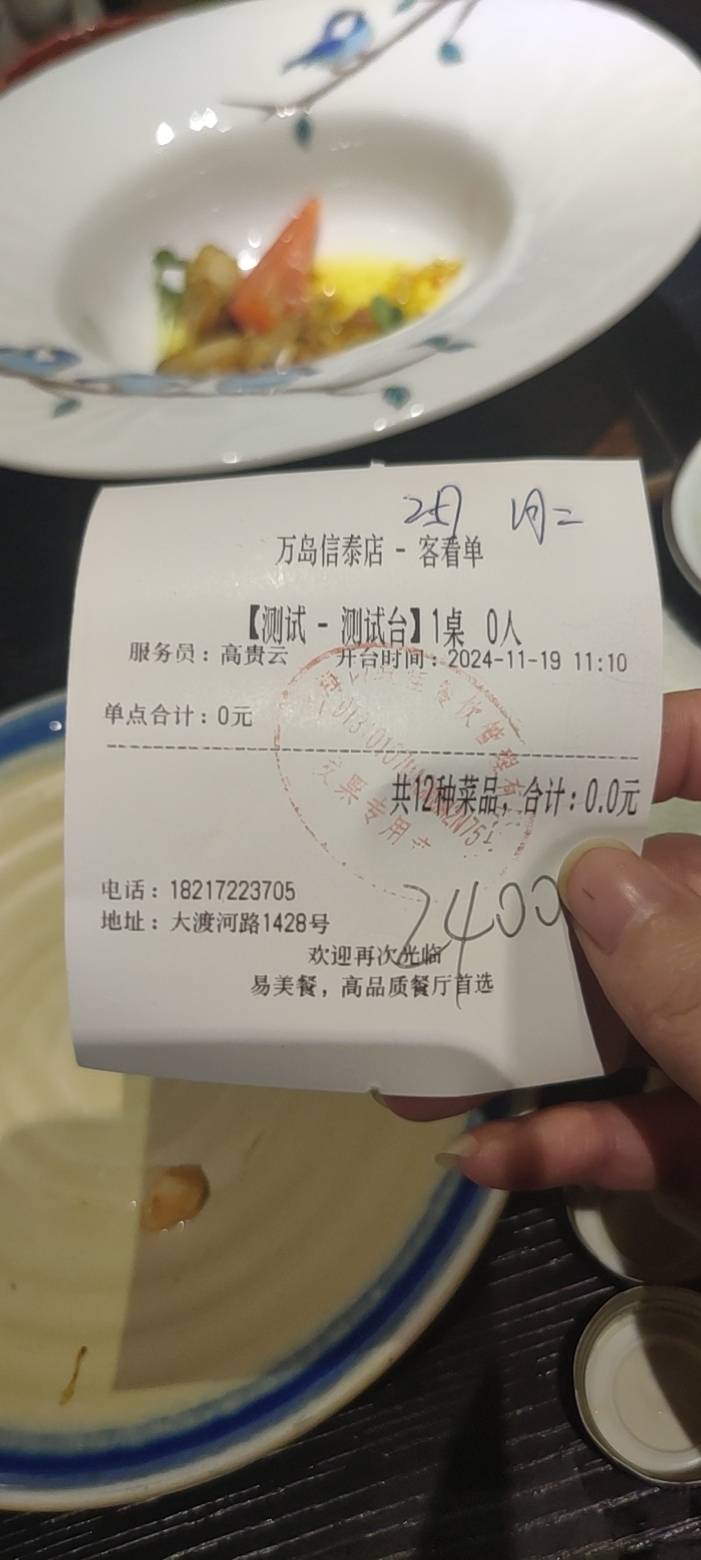 万岛信泰店 - 客看单
【测试 - 测试台】1桌 0人
服务员：高贵云 开台时间：2024-11-19 11:10
单点合计：0元
共12种菜品，合计：0.0元
电话：18217223705
2400
地址：大渡河路1428号
欢迎再次光临
易美餐，高品质餐厅首选